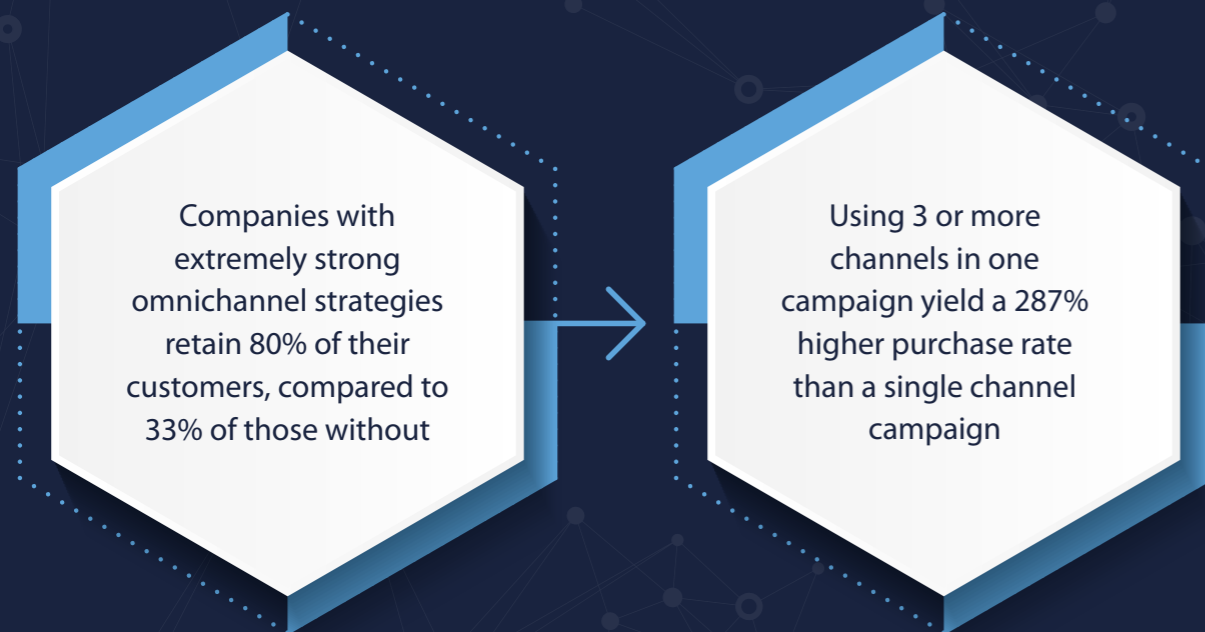 Companies with
extremely strong
omnichannel strategies
retain 80% of their
customers, compared to
33% of those without
Using 3 or more
channels in one
campaign yield a 287%
higher purchase rate
than a single channel
campaign